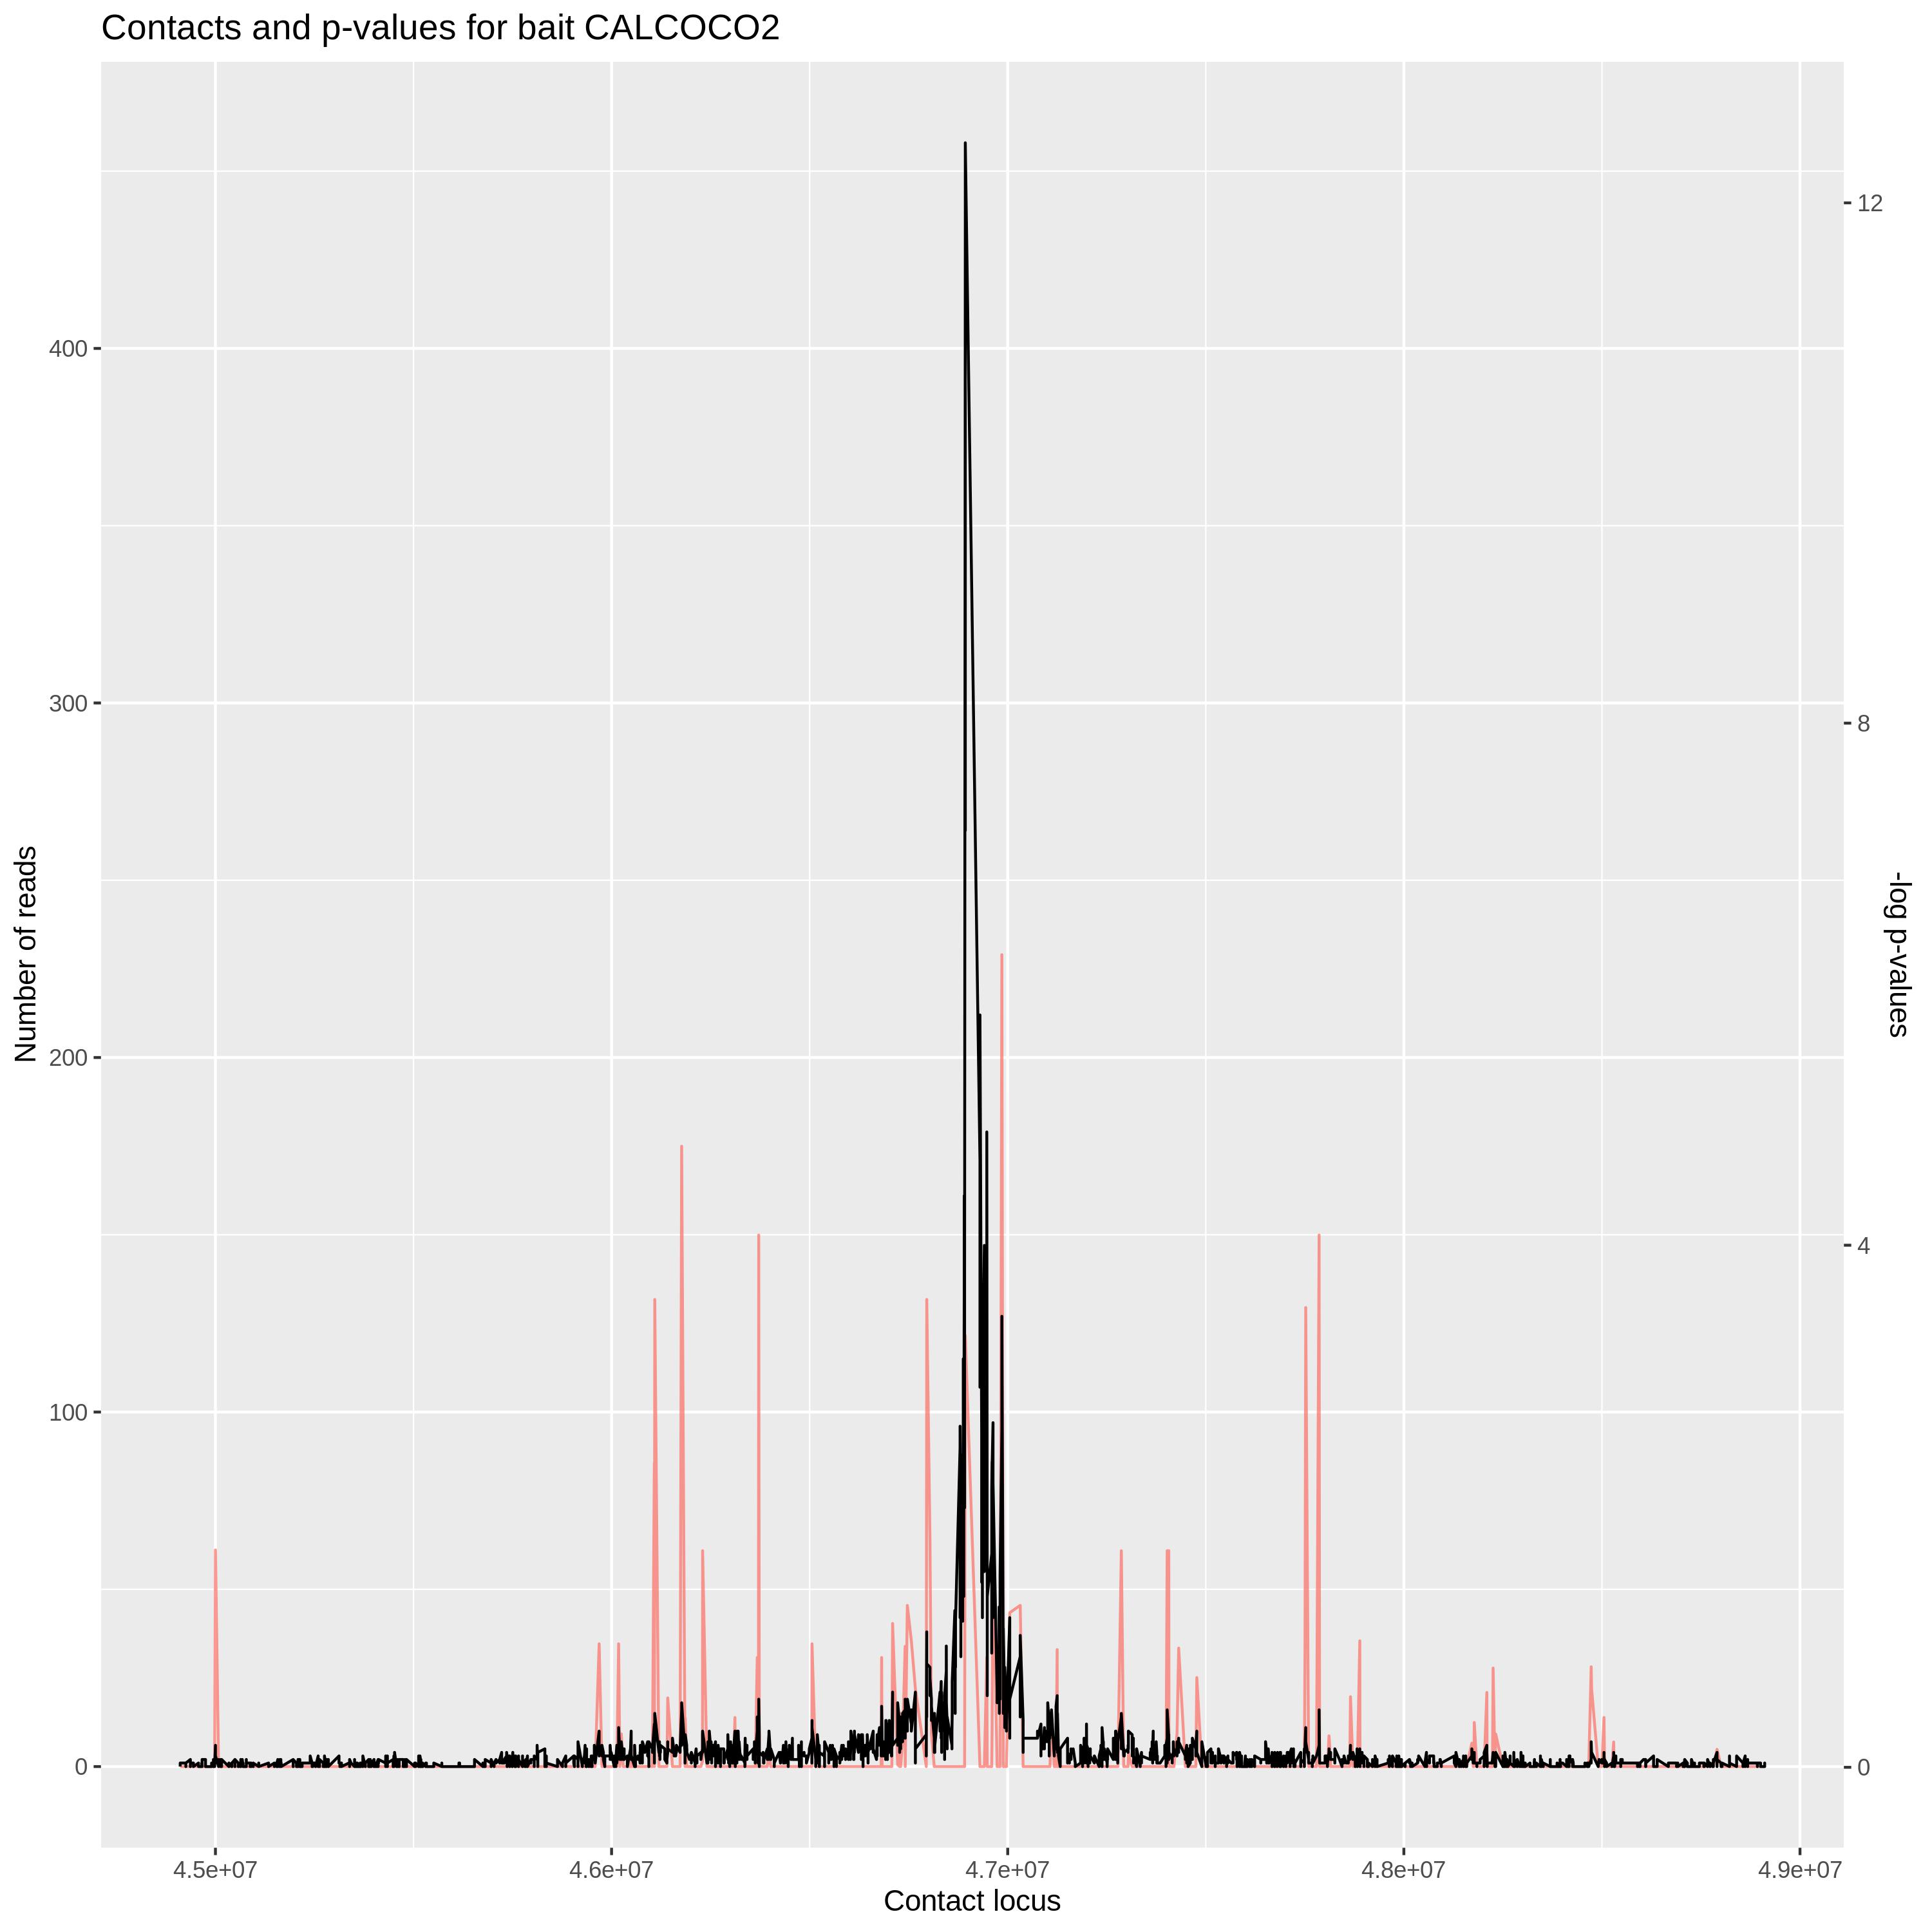 Contacts and p-values for bait CALCOCO2
Number of reads
400
300
200
100
0
12
8
4
0
-log p-values
4.5e+07 4.6e+07 4.7e+07 4.8e+07 4.9e+07
Contact locus